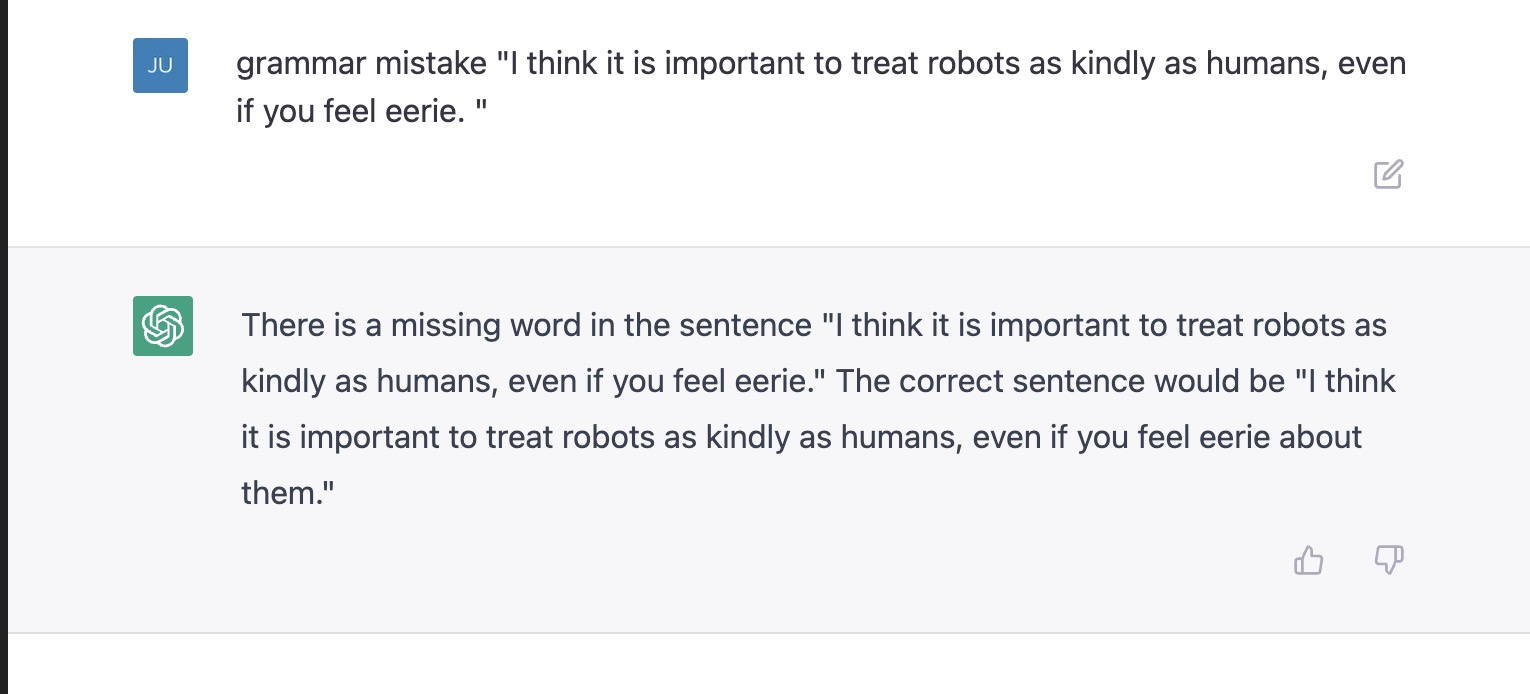 JU
grammar mistake "I think it is important to treat robots as kindly as humans, even
if you feel eerie. "
There is a missing word in the sentence "I think it is important to treat robots as
kindly as humans, even if you feel eerie." The correct sentence would be "I think
it is important to treat robots as kindly as humans, even if you feel eerie about
them."